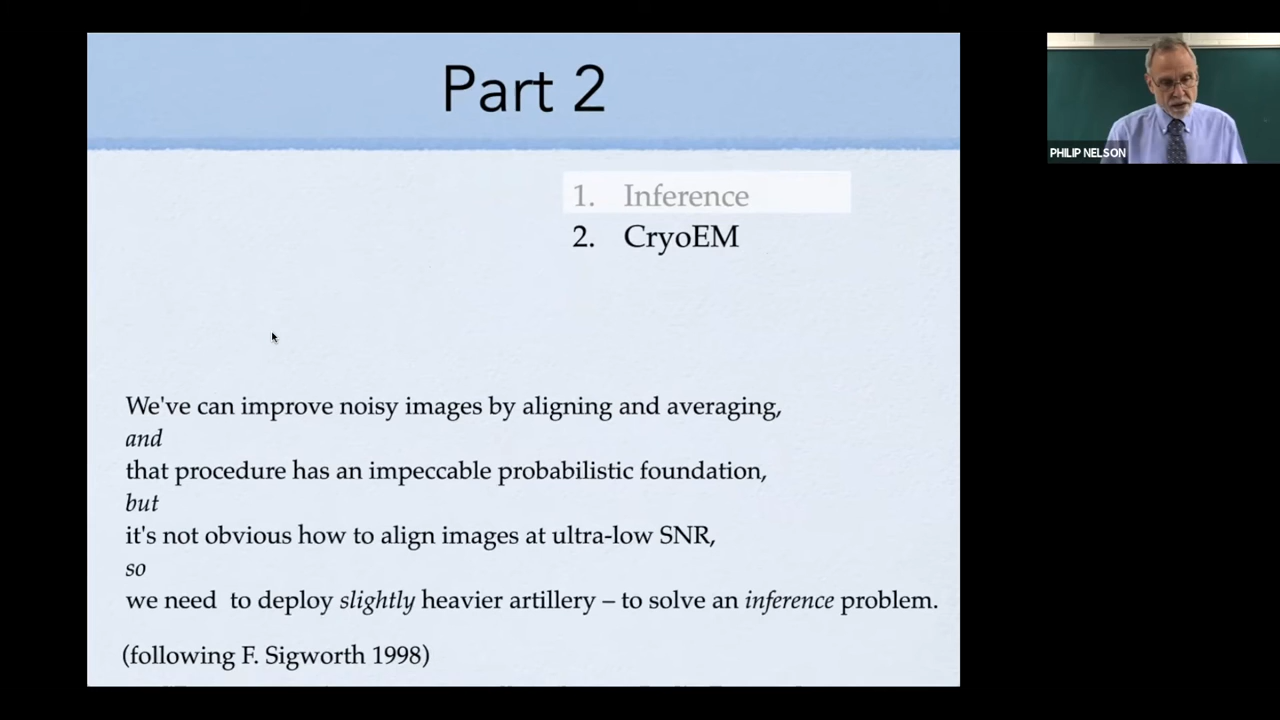 Part 2
1. Inference
2. CryoEM
We've can improve noisy images by aligning and averaging,
and
that procedure has an impeccable probabilistic foundation,
but
it's not obvious how to align images at ultra-low SNR,
so
we need to deploy slightly heavier artillery – to solve an inference problem.
(following F. Sigworth 1998)
PHILIP NELSON